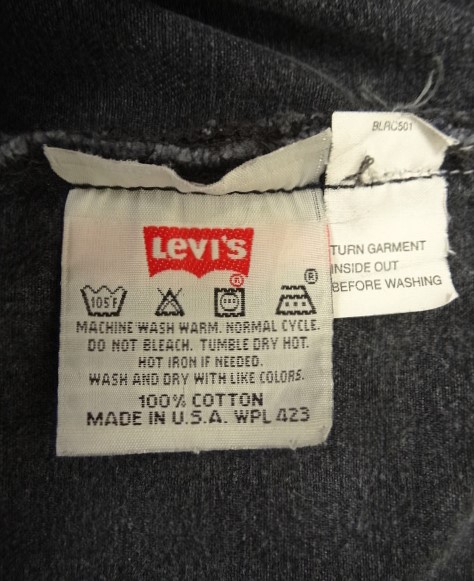 BLRC501
TURN GARMENT
INSIDE OUT
BEFORE WASHING
LEVI'S
®
®
105°F
MACHINE WASH WARM. NORMAL CYCLE.
DO NOT BLEACH. TUMBLE DRY HOT.
HOT IRON IF NEEDED.
WASH AND DRY WITH LIKE COLORS.
100% COTTON
MADE IN U.S.A. WPL 423